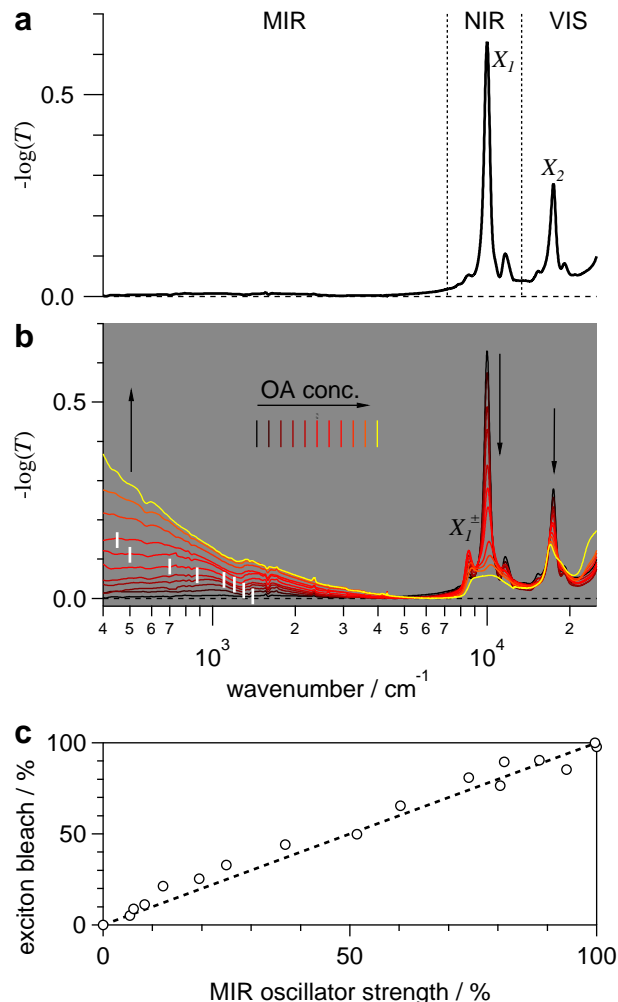 a
MIR NIR VIS
-log(T)
0.5
0.0
X1
X2
b
-log(T)
0.5
0.0
OA conc.
X1±
4 5 6 7 10³ 2 3 4 5 6 7 10⁴ 2
wavenumber / cm⁻¹
c
exciton bleach / %
100
50
0
0 50 100
MIR oscillator strength / %